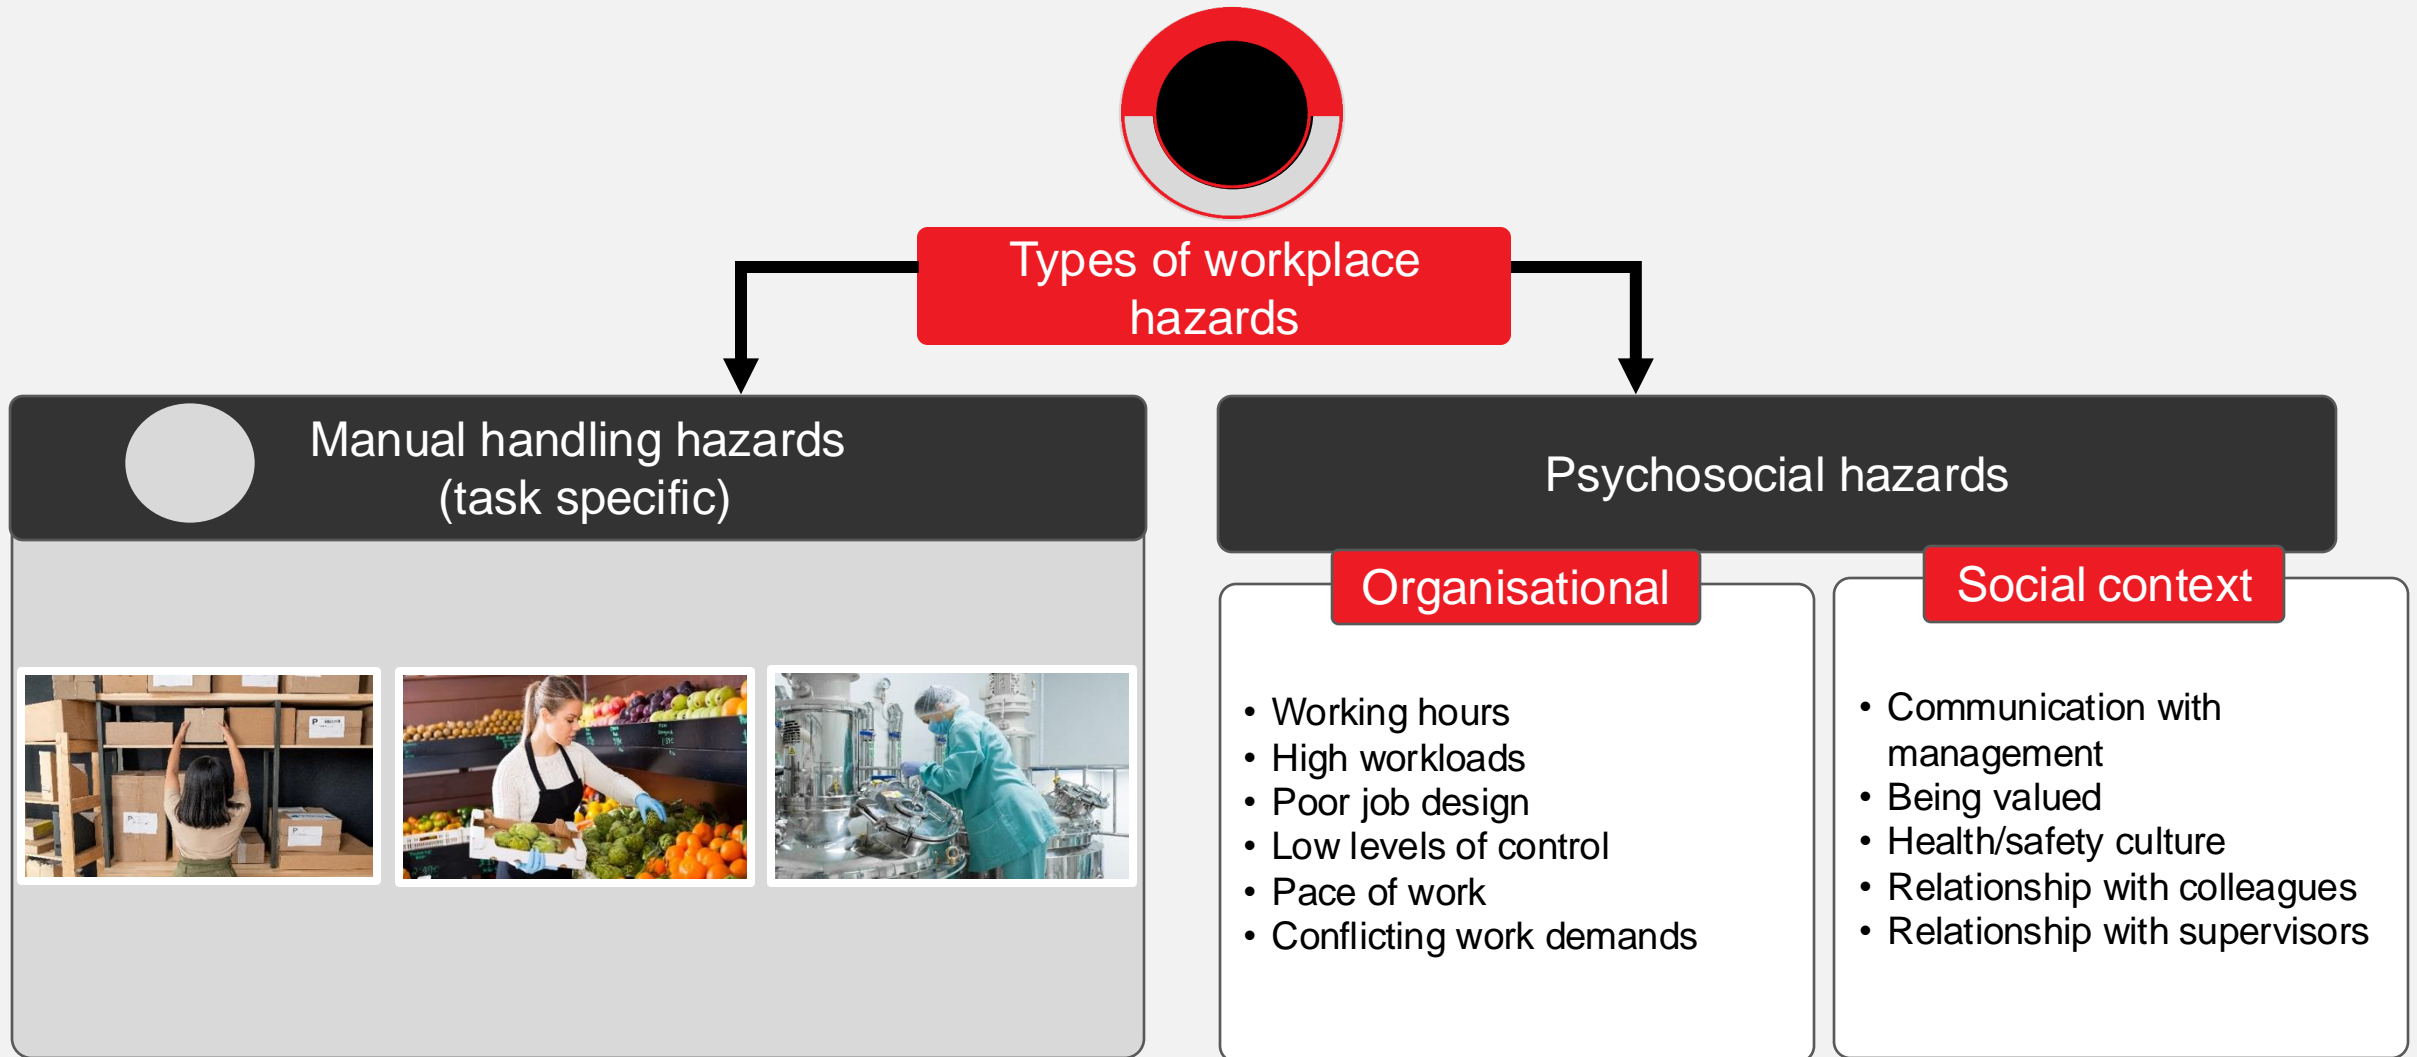 Types of workplace
hazards
Manual handling hazards
(task specific)
Psychosocial hazards
Organisational
• Working hours
• High workloads
• Poor job design
• Low levels of control
• Pace of work
• Conflicting work demands
Social context
• Communication with
management
• Being valued
• Health/safety culture
• Relationship with colleagues
• Relationship with supervisors